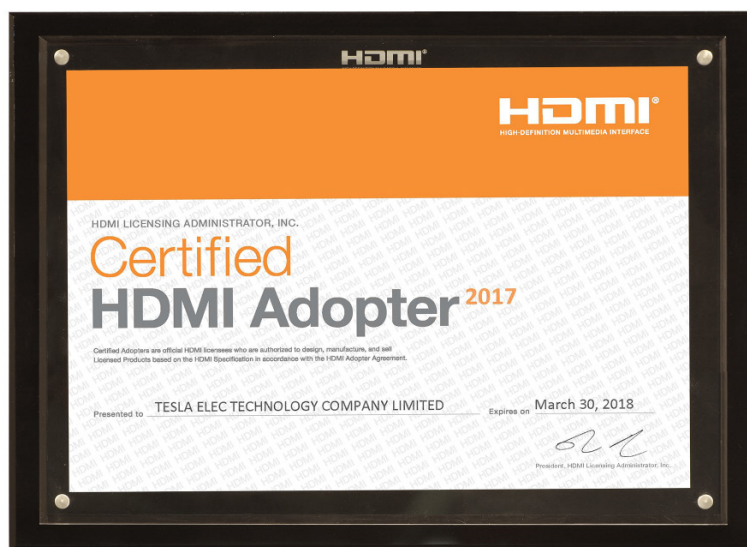 HDMI®
HDMI®
HIGH-DEFINITION MULTIMEDIA INTERFACE
HDMI LICENSING ADMINISTRATOR, INC.
Certified
HDMI Adopter 2017
Certified Adopters are official HDMI licensees who are authorized to design, manufacture, and sell
Licensed Products based on the HDMI Specification in accordance with the HDMI Adopter Agreement.
Presented to TESLA ELEC TECHNOLOGY COMPANY LIMITED Expires on March 30, 2018
President, HDMI Licensing Administrator, Inc.